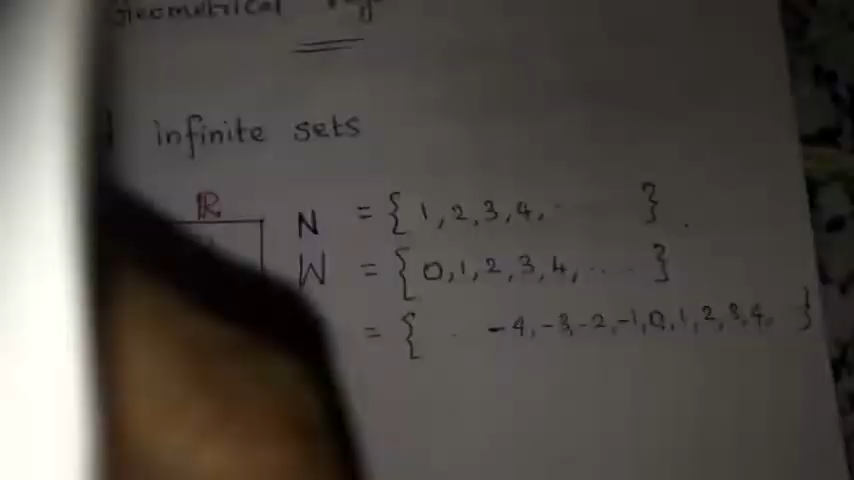 Geometrical
infinite sets
R
N = { 1, 2, 3, 4, ..... }.
W = { 0, 1, 2, 3, 4, ..... }
= { . . -4, -3, -2, -1, 0, 1, 2, 3, 4, }